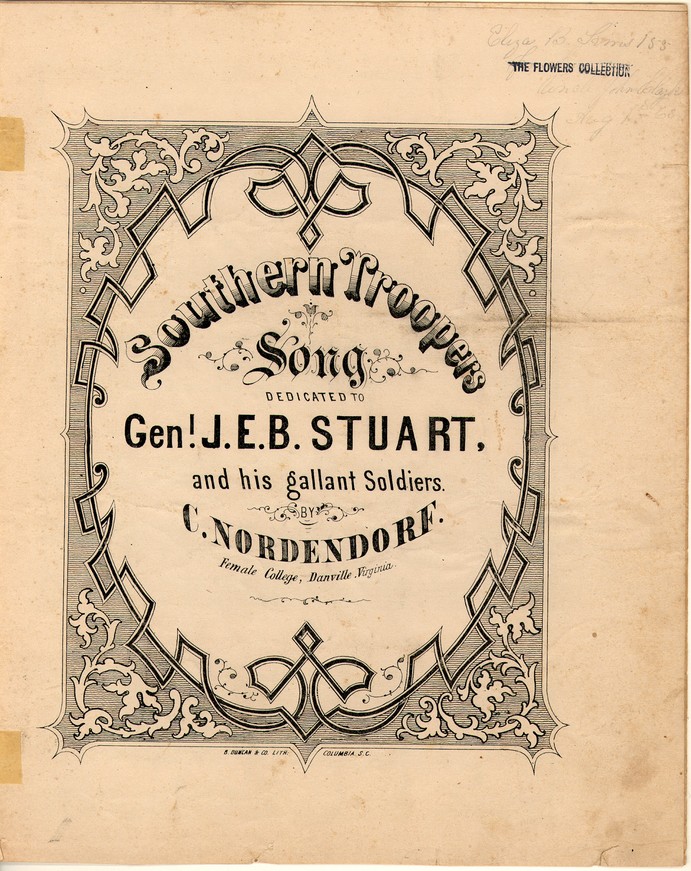 THE FLOWERS COLLECTION
Southern Troopers
Song
DEDICATED TO
Genl. J.E.B. STUART,
and his gallant Soldiers.
BY
C. NORDENDORF.
Female College, Danville Virginia.
B. DUNCAN & CO. LITH. COLUMBIA, S.C.